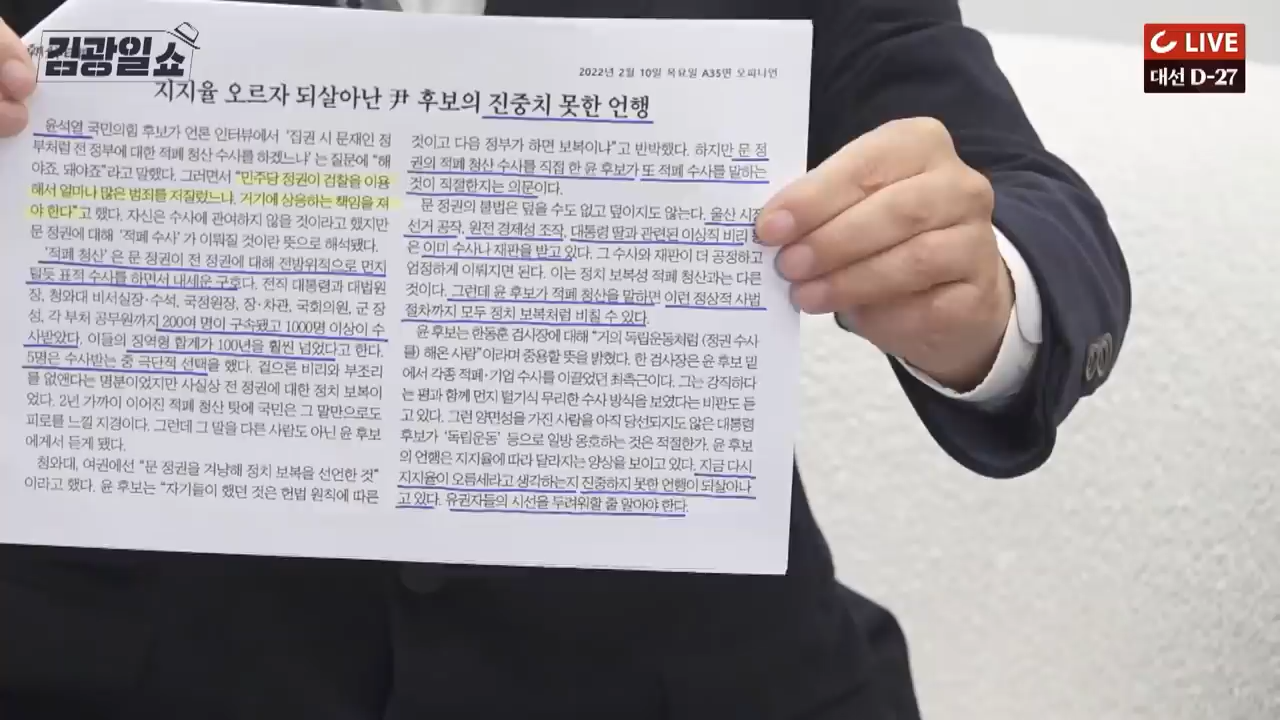 김광일쇼
LIVE
대선 D-27
2022년 2월 10일 목요일 A35면 오피니언
지지율 오르자 되살아난 尹 후보의 진중치 못한 언행
윤석열 국민의힘 후보가 언론 인터뷰에서 ‘집권 시 문재인 정
부처럼 전 정부에 대한 적폐 청산 수사를 하겠느냐’는 질문에 “해
야죠. 돼야죠”라고 말했다. 그러면서 “민주당 정권이 검찰을 이용
해서 얼마나 많은 범죄를 저질렀느냐. 거기에 상응하는 책임을 져
야 한다”고 했다. 자신은 수사에 관여하지 않을 것이라고 했지만
문 정권에 대해 ‘적폐 수사’가 이뤄질 것이란 뜻으로 해석됐다.
‘적폐 청산’은 문 정권이 전 정권에 대해 전방위적으로 먼지
털듯 표적 수사를 하면서 내세운 구호다. 전직 대통령과 대법원
장, 청와대 비서실장·수석, 국정원장, 장·차관, 국회의원, 군 장
성, 각 부처 공무원까지 200여 명이 구속됐고 1000명 이상이 수
사받았다. 이들의 징역형 합계가 100년을 훨씬 넘었다고 한다.
5명은 수사받는 중 극단적 선택을 했다. 겉으론 비리와 부조리
를 없앤다는 명분이었지만 사실상 전 정권에 대한 정치 보복이
었다. 2년 가까이 이어진 적폐 청산 탓에 국민은 그 말만으로도
피로를 느낄 지경이다. 그런데 그 말을 다른 사람도 아닌 윤 후보
에게서 듣게 됐다.
청와대, 여권에선 “문 정권을 겨냥해 정치 보복을 선언한 것”
이라고 했다. 윤 후보는 “자기들이 했던 것은 헌법 원칙에 따른
것이고 다음 정부가 하면 보복이냐”고 반박했다. 하지만 문 정
권의 적폐 청산 수사를 직접 한 윤 후보가 또 적폐 수사를 말하는
것이 적절한지는 의문이다.
문 정권의 불법은 덮을 수도 없고 덮이지도 않는다. 울산 시장
선거 공작, 원전 경제성 조작, 대통령 딸과 관련된 이상직 비리
은 이미 수사나 재판을 받고 있다. 그 수사와 재판이 더 공정하고
엄정하게 이뤄지면 된다. 이는 정치 보복성 적폐 청산과는 다른
것이다. 그런데 윤 후보가 적폐 청산을 말하면 이런 정상적 사법
절차까지 모두 정치 보복처럼 비칠 수 있다.
윤 후보는 한동훈 검사장에 대해 “거의 독립운동처럼 (정권 수사
를) 해온 사람”이라며 중용할 뜻을 밝혔다. 한 검사장은 윤 후보 밑
에서 각종 적폐·기업 수사를 이끌었던 최측근이다. 그는 강직하다
는 평과 함께 먼지 털기식 무리한 수사 방식을 보였다는 비판도 듣
고 있다. 그런 양면성을 가진 사람을 아직 당선되지도 않은 대통령
후보가 ‘독립운동’ 등으로 일방 옹호하는 것은 적절한가. 윤 후보
의 언행은 지지율에 따라 달라지는 양상을 보이고 있다. 지금 다시
지지율이 오름세라고 생각하는지 진중하지 못한 언행이 되살아나
고 있다. 유권자들의 시선을 두려워할 줄 알아야 한다.